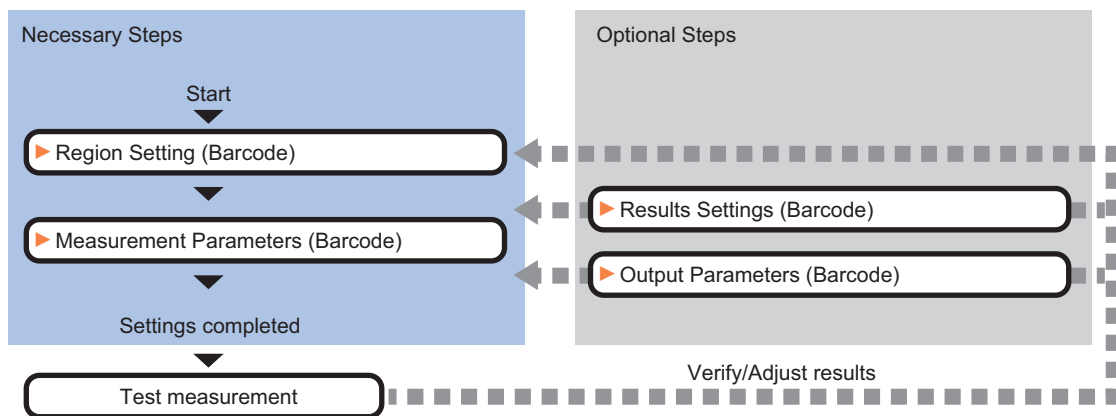 Necessary Steps
Start
Region Setting (Barcode)
Measurement Parameters (Barcode)
Settings completed
Test measurement
Optional Steps
Results Settings (Barcode)
Output Parameters (Barcode)
Verify/Adjust results